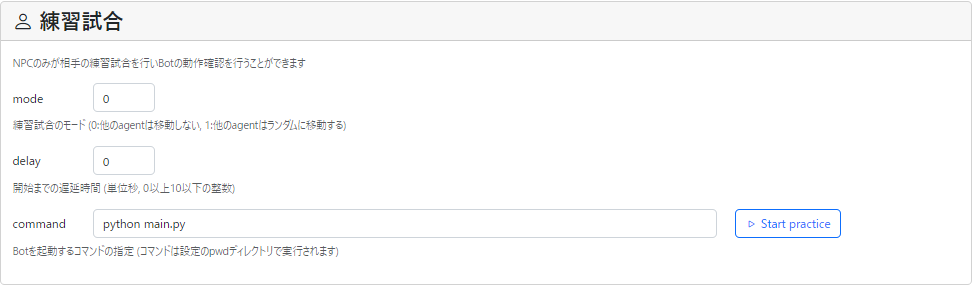 練習試合
NPCのみが相手の練習試合を行いBotの動作確認を行うことができます
mode 0
練習試合のモード (0:他のagentは移動しない, 1:他のagentはランダムに移動する)
delay 0
開始までの遅延時間 (単位秒, 0以上10以下の整数)
command python main.py Start practice
Botを起動するコマンドの指定 (コマンドは設定のpwdディレクトリで実行されます)